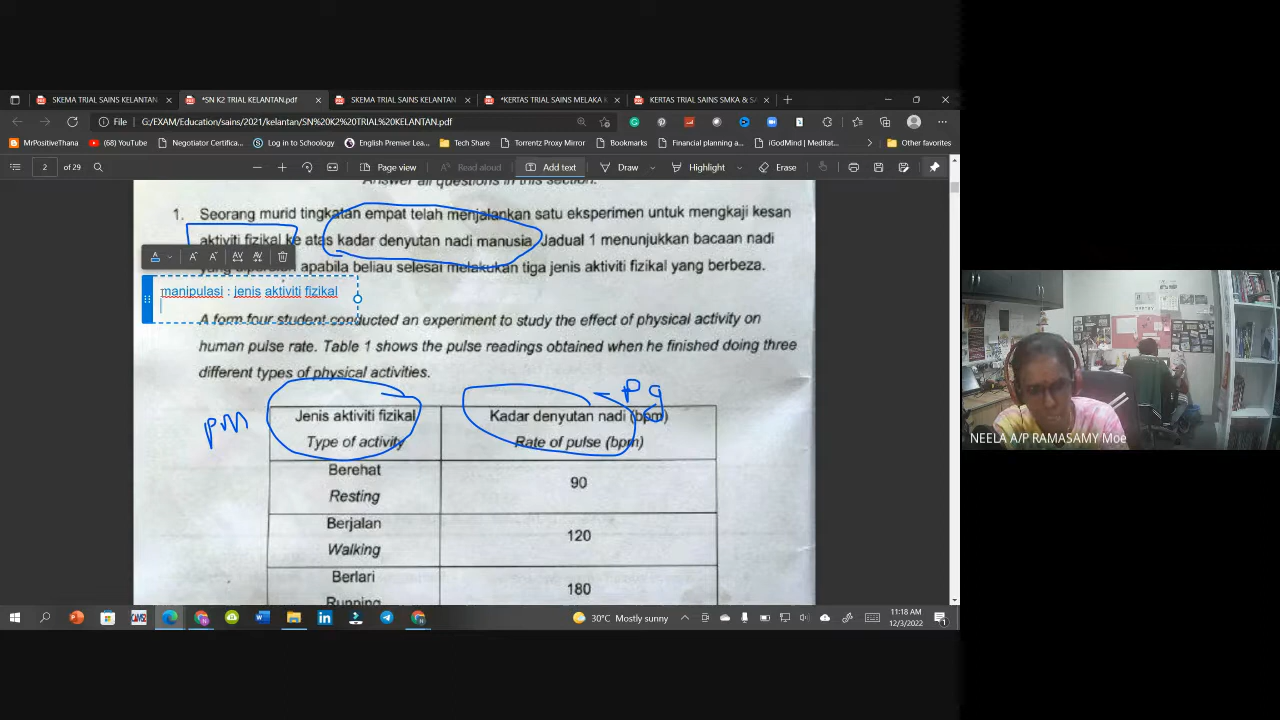 SKEMA TRIAL SAINS KELANTAN
*SN K2 TRIAL KELANTAN.pdf
SKEMA TRIAL SAINS KELANTAN
*KERTAS TRIAL SAINS MELAKA K
KERTAS TRIAL SAINS SMKA & SA
File G:/EXAM/Education/sains/2021/kelantan/SN%20K2%20TRIAL%20KELANTAN.pdf
MrPositiveThana (68) YouTube Negotiator Certifica... Log in to Schoology English Premier Lea... Tech Share Torrentz Proxy Mirror Bookmarks Financial planning a... iGodMind | Meditat... Other favorites
2 of 29 Page view Read aloud Add text Draw Highlight Erase
Answer all questions in this section.
1. Seorang murid tingkatan empat telah menjalankan satu eksperimen untuk mengkaji kesan
aktiviti fizikal ke atas kadar denyutan nadi manusia. Jadual 1 menunjukkan bacaan nadi
apabila beliau selesai melakukan tiga jenis aktiviti fizikal yang berbeza.
manipulasi : jenis aktiviti fizikal
A form four student conducted an experiment to study the effect of physical activity on
human pulse rate. Table 1 shows the pulse readings obtained when he finished doing three
different types of physical activities.
PM
Pg
Jenis aktiviti fizikal Kadar denyutan nadi (bpm)
Type of activity Rate of pulse (bpm)
Berehat
Resting
90
Berjalan
Walking
120
Berlari
Running
180
NEELA A/P RAMASAMY Moe
30°C Mostly sunny
11:18 AM
12/3/2022